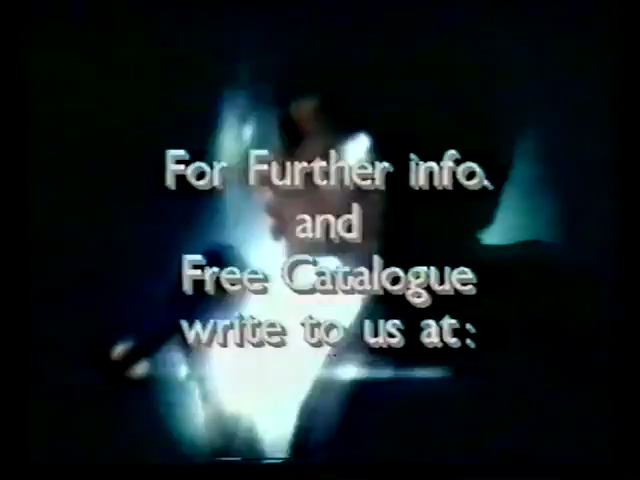 For Further info.
and
Free Catalogue
write to us at: